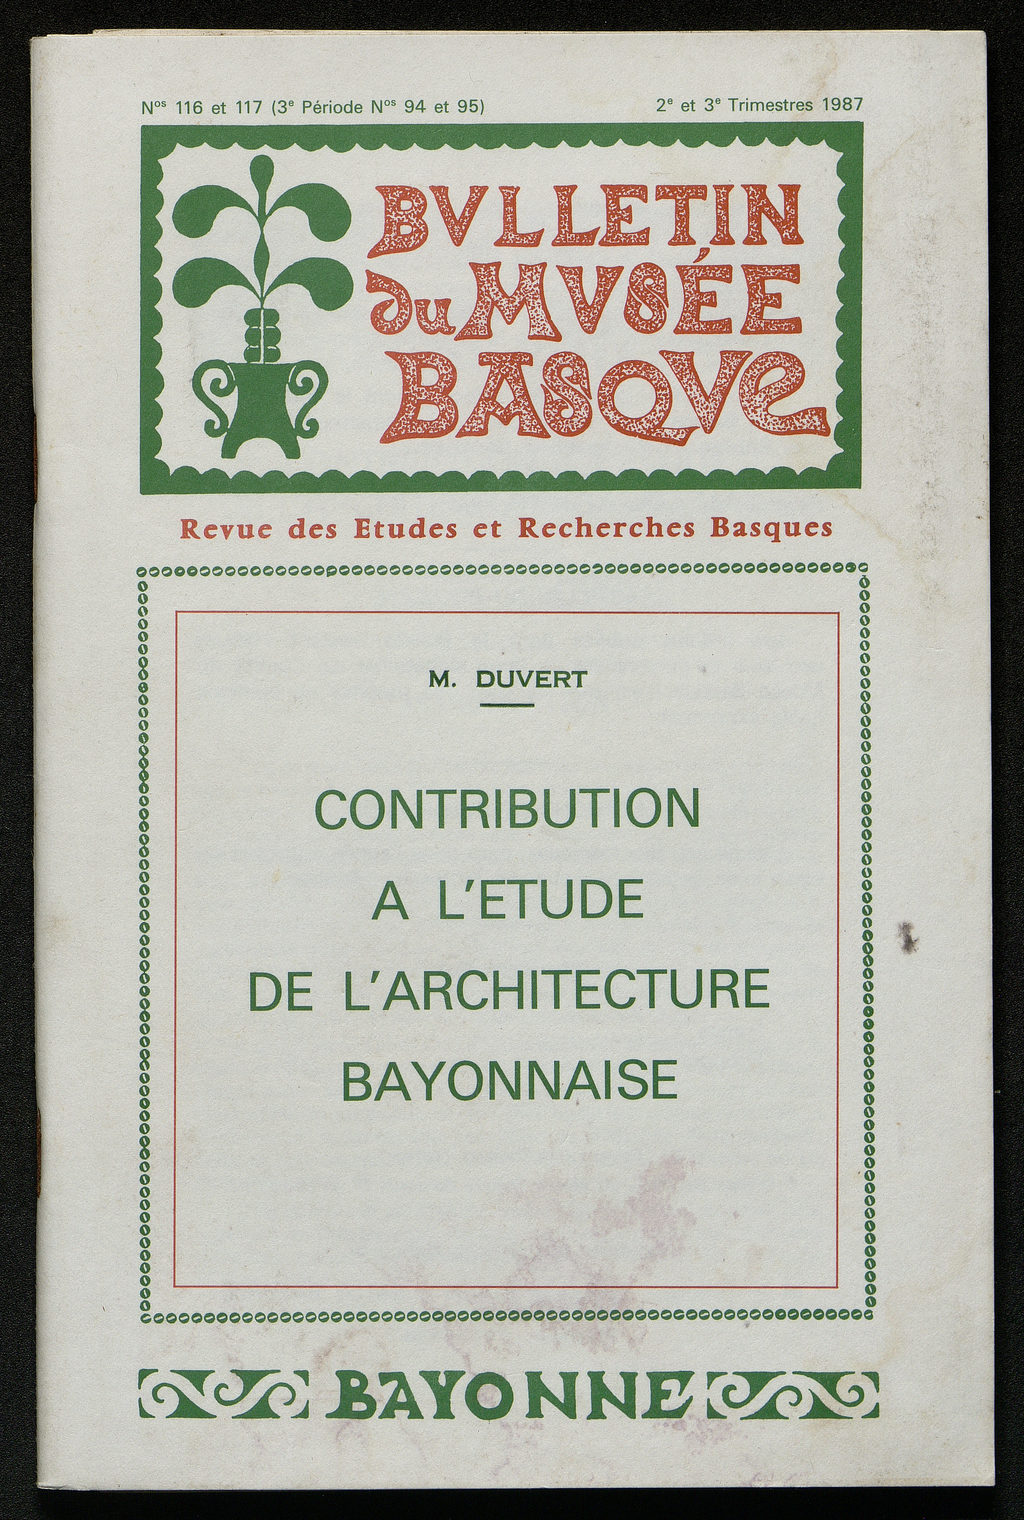 Nos 116 et 117 (3e Période Nos 94 et 95)
2e et 3e Trimestres 1987
BVLLETIN
du MVSÉE
BASQVE
Revue des Etudes et Recherches Basques
M. DUVERT
CONTRIBUTION
A L'ETUDE
DE L'ARCHITECTURE
BAYONNAISE
BAYONNE